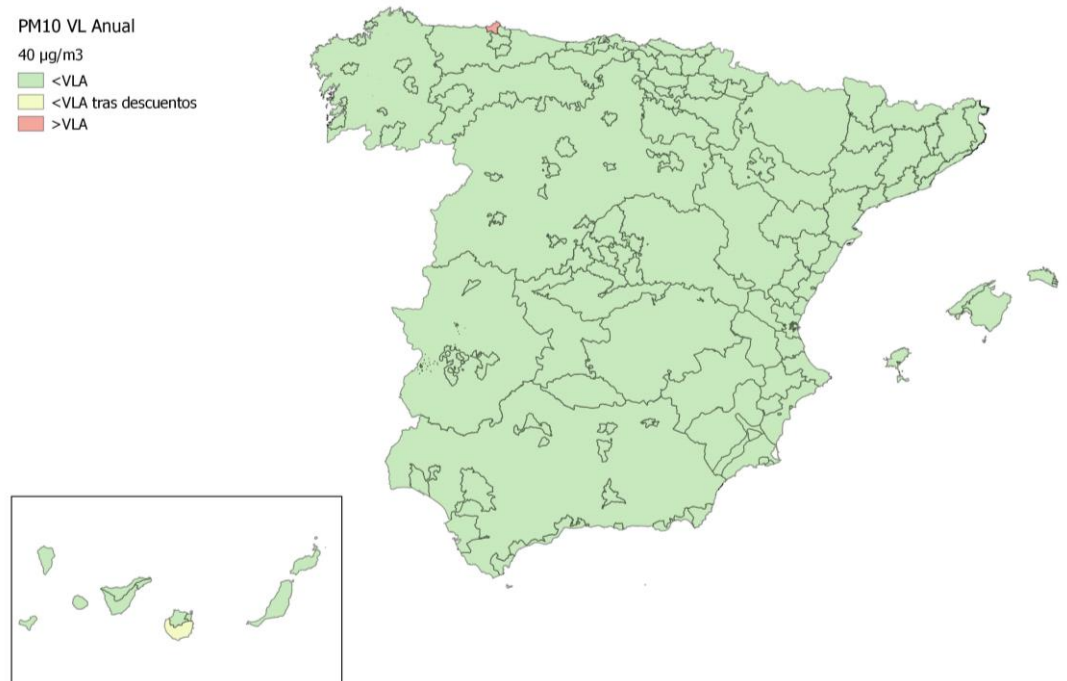 PM10 VL Anual
40 µg/m3
<VLA
<VLA tras descuentos
>VLA